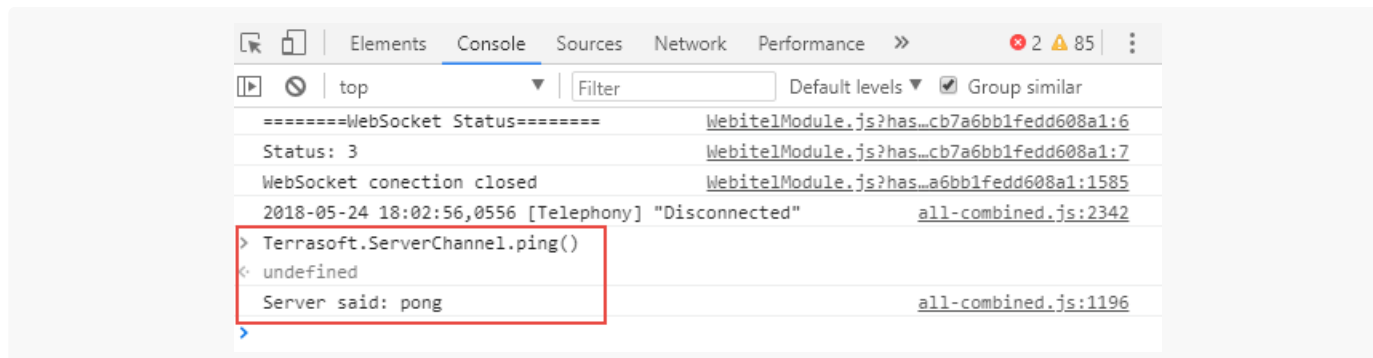 Elements Console Sources Network Performance » 2 85
top Filter Default levels Group similar
========WebSocket Status======== WebitelModule.js?has…cb7a6bb1fedd608a1:6
Status: 3 WebitelModule.js?has…cb7a6bb1fedd608a1:7
WebSocket conection closed WebitelModule.js?has…a6bb1fedd608a1:1585
2018-05-24 18:02:56,0556 [Telephony] "Disconnected" all-combined.js:2342
> Terrasoft.ServerChannel.ping()
undefined
Server said: pong all-combined.js:1196
>